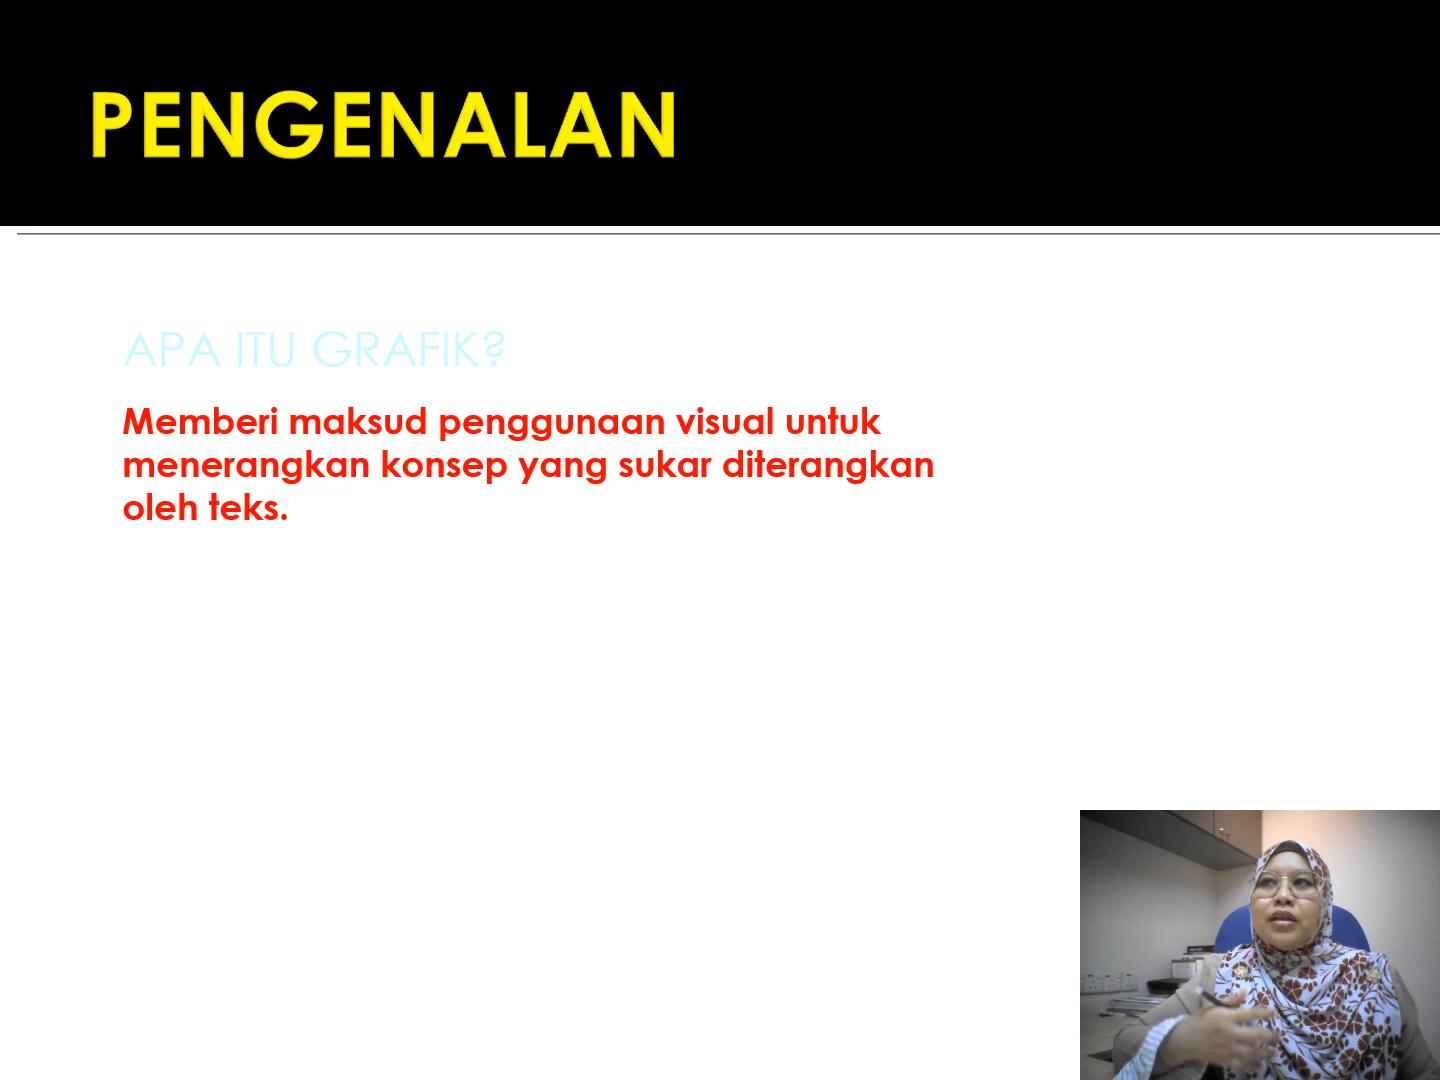 PENGENALAN
APA ITU GRAFIK?
Memberi maksud penggunaan visual untuk
menerangkan konsep yang sukar diterangkan
oleh teks.